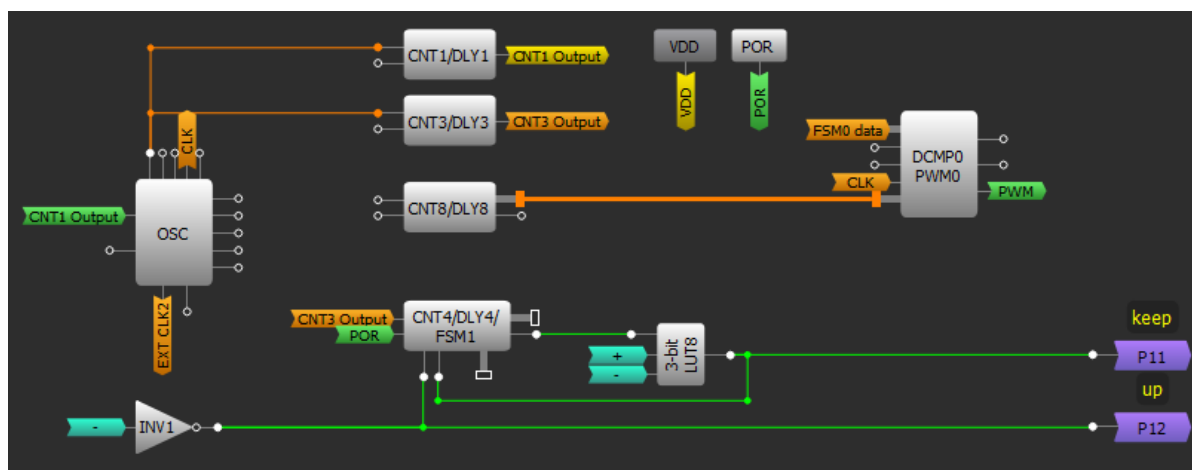 CNT1/DLY1
CNT1 Output
VDD
POR
VDD
POR
CLK
CNT3/DLY3
CNT3 Output
FSM0 data
DCMP0
PWM0
CLK
PWM
CNT1 Output
OSC
CNT8/DLY8
EXT CLK2
CNT3 Output
POR
CNT4/DLY4/
FSM1
+
-
3-bit
LUT8
keep
P11
up
-
INV1
P12